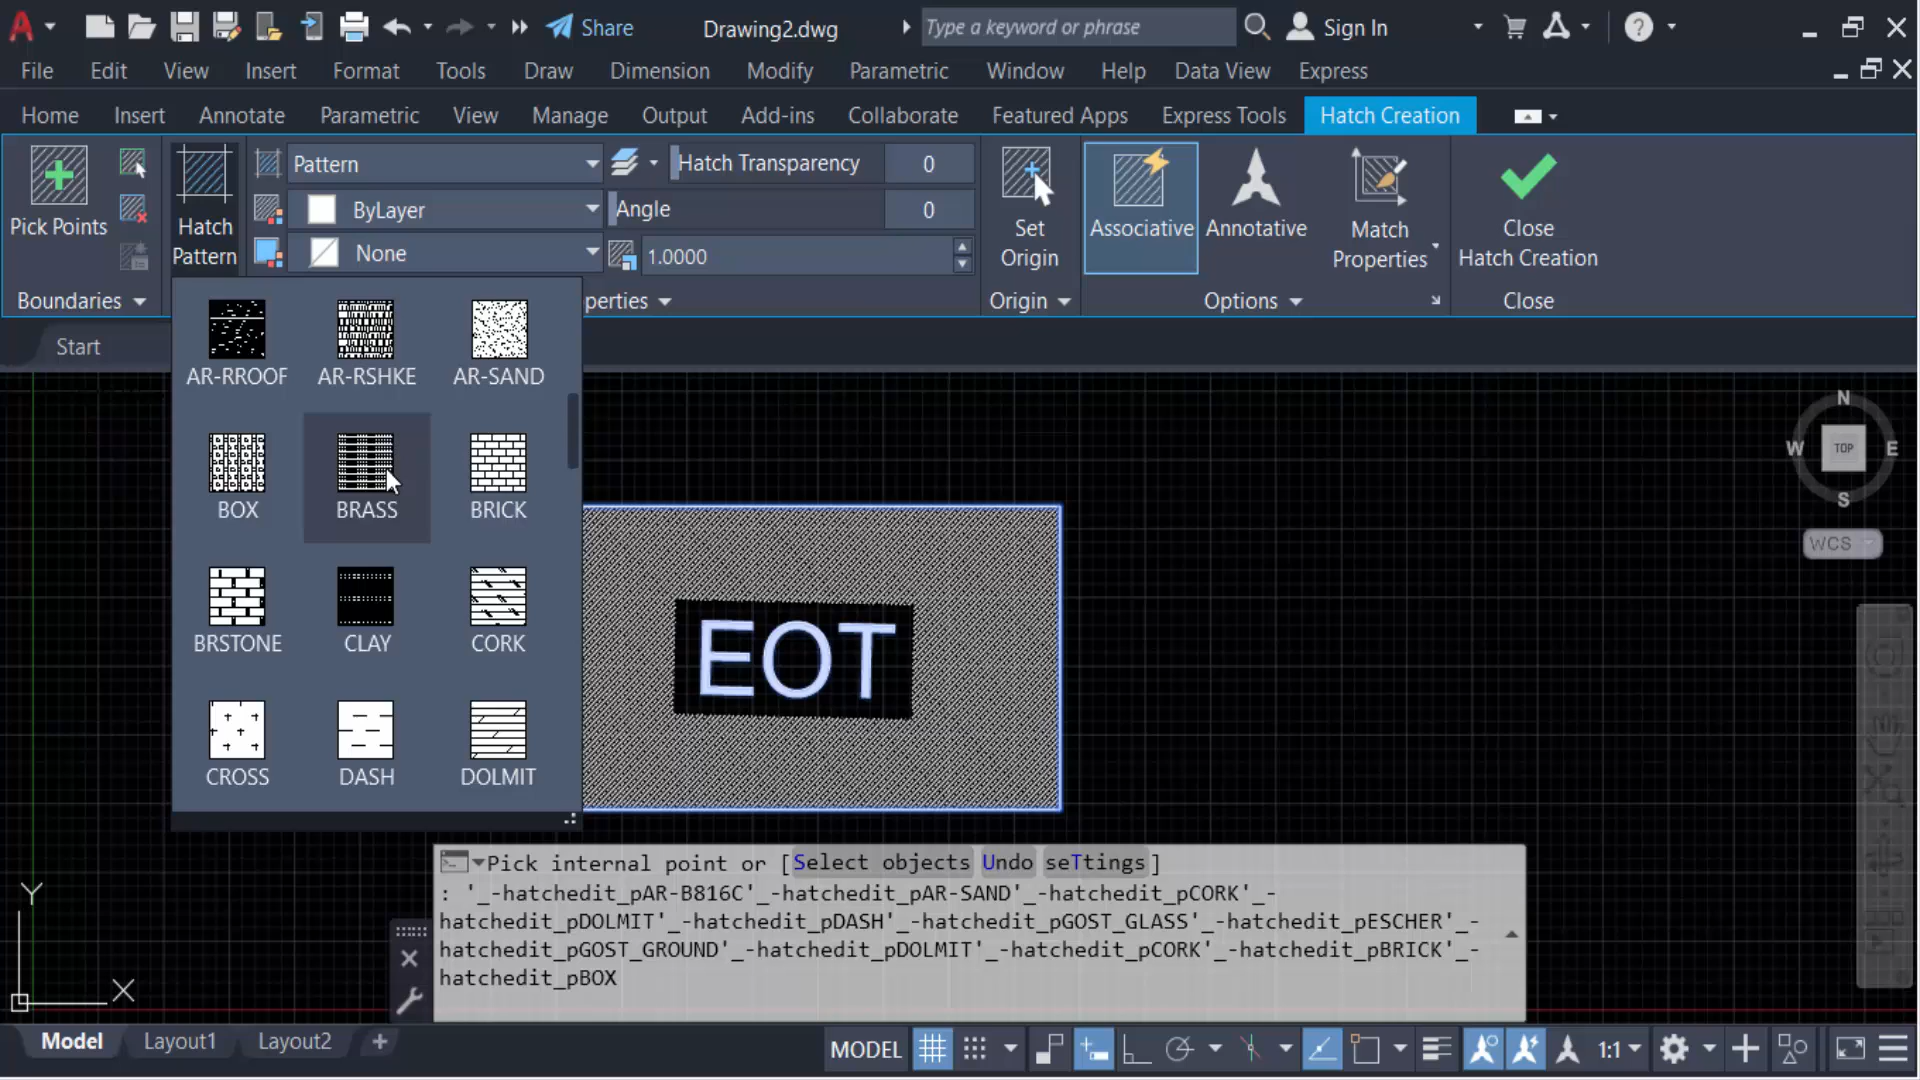 Share
Drawing2.dwg
Type a keyword or phrase
Sign In
File Edit View Insert Format Tools Draw Dimension Modify Parametric Window Help Data View Express
Home Insert Annotate Parametric View Manage Output Add-ins Collaborate Featured Apps Express Tools Hatch Creation
Pick Points
Boundaries
Hatch
Pattern
Pattern
ByLayer
None
Hatch Transparency 0
Angle 0
1.0000
perties
Set
Origin
Origin
Associative
Annotative
Match
Properties
Options
Close
Hatch Creation
Close
Start
AR-RROOF AR-RSHKE AR-SAND
BOX BRASS BRICK
BRSTONE CLAY CORK
CROSS DASH DOLMIT
EOT
N
W TOP E
S
WCS
Pick internal point or [Select objects Undo seTtings]
: '_-hatchedit_pAR-B816C'_-hatchedit_pAR-SAND'_-hatchedit_pCORK'_-
hatchedit_pDOLMIT'_-hatchedit_pDASH'_-hatchedit_pGOST_GLASS'_-hatchedit_pESCHER'_-
hatchedit_pGOST_GROUND'_-hatchedit_pDOLMIT'_-hatchedit_pCORK'_-hatchedit_pBRICK'_-
hatchedit_pBOX
Y
X
Model Layout1 Layout2
MODEL
1:1